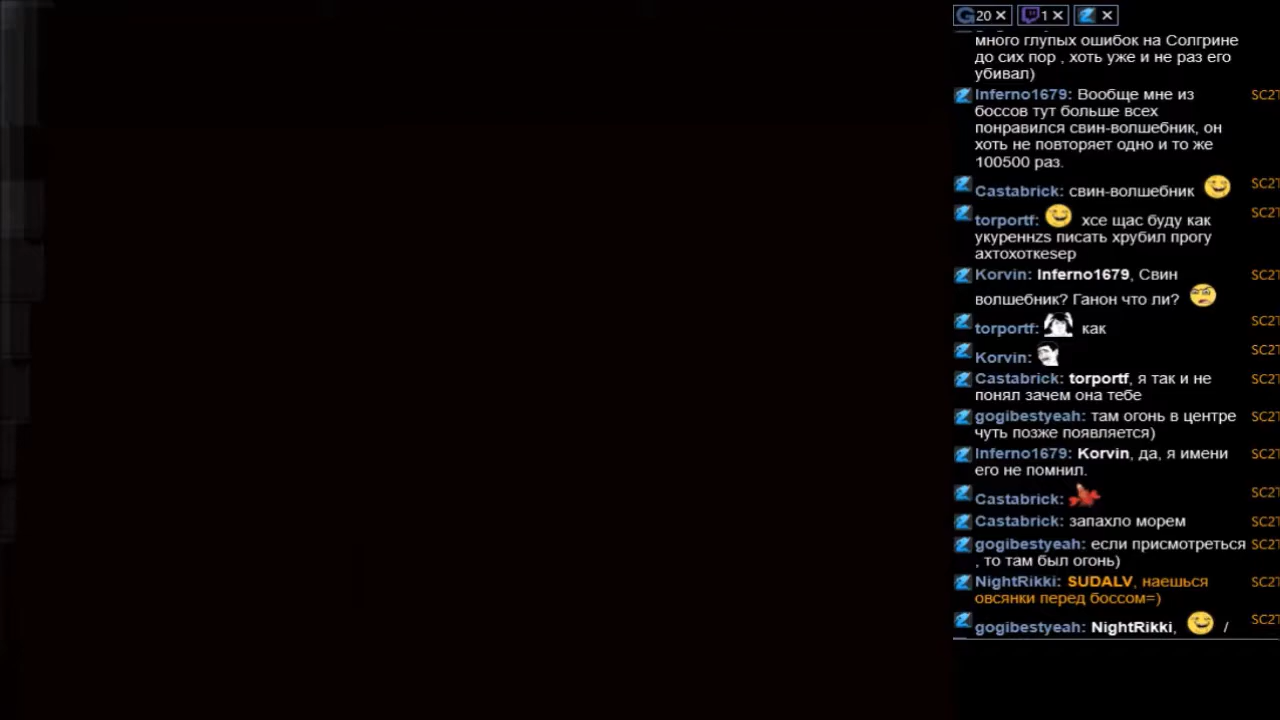 20 × 1 × ×
много глупых ошибок на Солгрине
до сих пор , хоть уже и не раз его
убивал)
Inferno1679: Вообще мне из SC2T
боссов тут больше всех
понравился свин-волшебник, он
хоть не повторяет одно и то же
100500 раз.
Castabrick: свин-волшебник SC2T
torportf: хсе щас буду как SC2T
укуреннzs писать хрубил прогу
ахтохоткеsер
Korvin: Inferno1679, Свин SC2T
волшебник? Ганон что ли?
torportf: как SC2T
Korvin: SC2T
Castabrick: torportf, я так и не SC2T
понял зачем она тебе
gogibestyeah: там огонь в центре SC2T
чуть позже появляется)
Inferno1679: Korvin, да, я имени SC2T
его не помнил.
Castabrick: SC2T
Castabrick: запахло морем SC2T
gogibestyeah: если присмотреться SC2T
, то там был огонь)
NightRikki: SUDALV, наешься SC2T
овсянки перед боссом=)
gogibestyeah: NightRikki, / SC2T